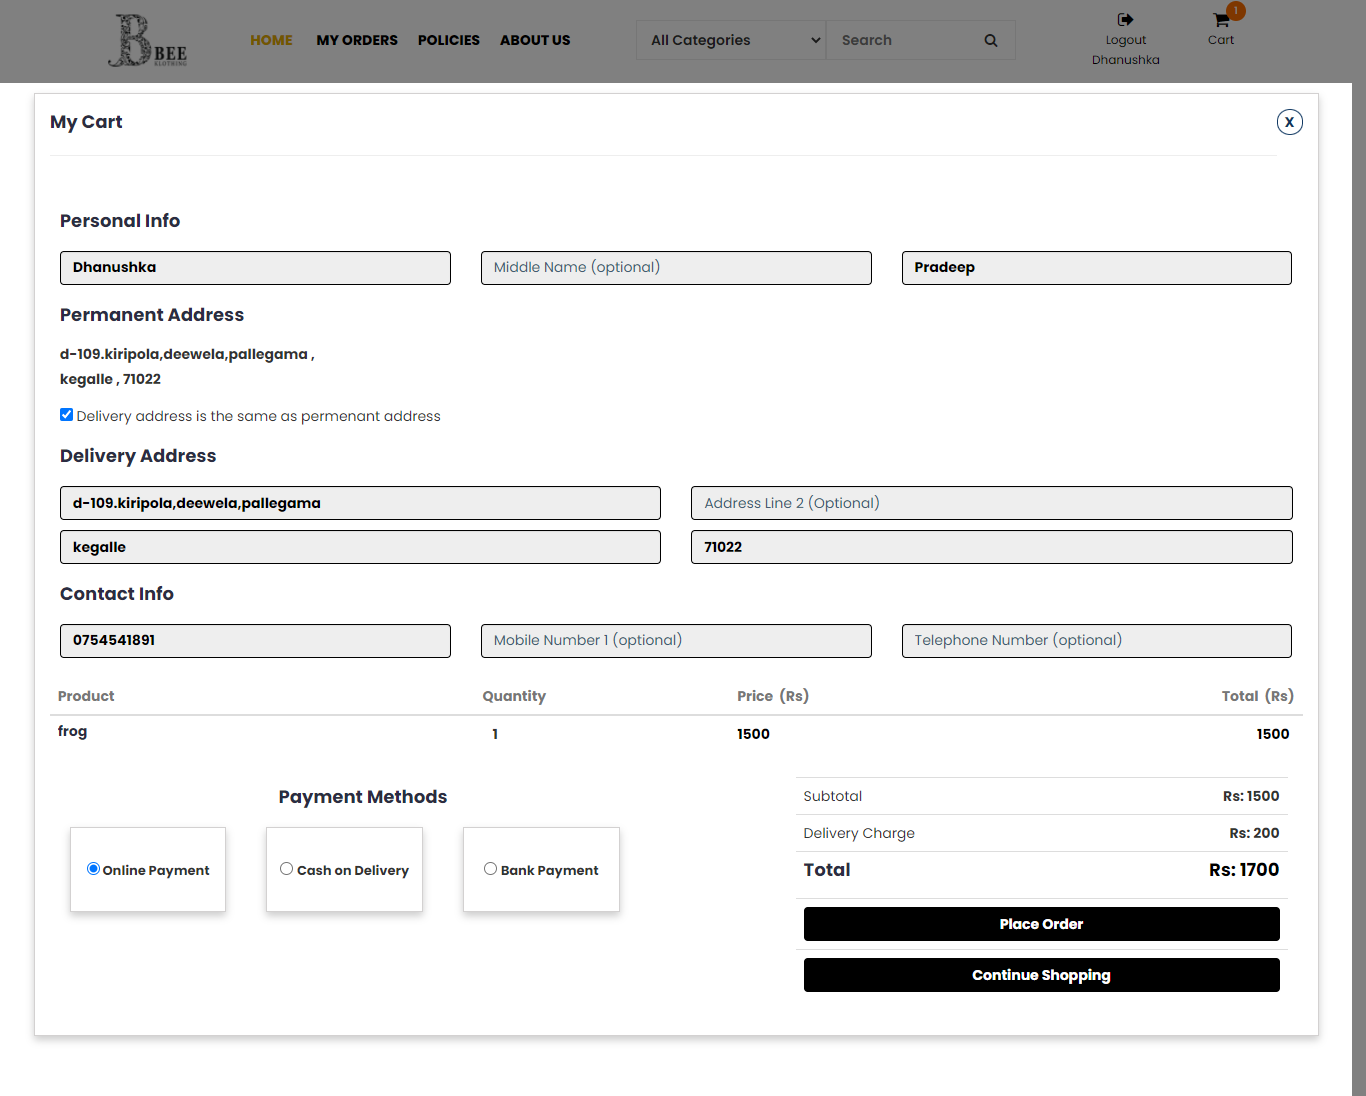 B BEE
KLOTHING
HOME MY ORDERS POLICIES ABOUT US All Categories Search Logout Dhanushka 1 Cart
My Cart X
Personal Info
Dhanushka Middle Name (optional) Pradeep
Permanent Address
d-109.kiripola,deewela,pallegama ,
kegalle , 71022
Delivery address is the same as permenant address
Delivery Address
d-109.kiripola,deewela,pallegama Address Line 2 (Optional)
kegalle 71022
Contact Info
0754541891 Mobile Number 1 (optional) Telephone Number (optional)
Product Quantity Price (Rs) Total (Rs)
frog 1 1500 1500
Payment Methods
Online Payment Cash on Delivery Bank Payment
Subtotal Rs: 1500
Delivery Charge Rs: 200
Total Rs: 1700
Place Order
Continue Shopping